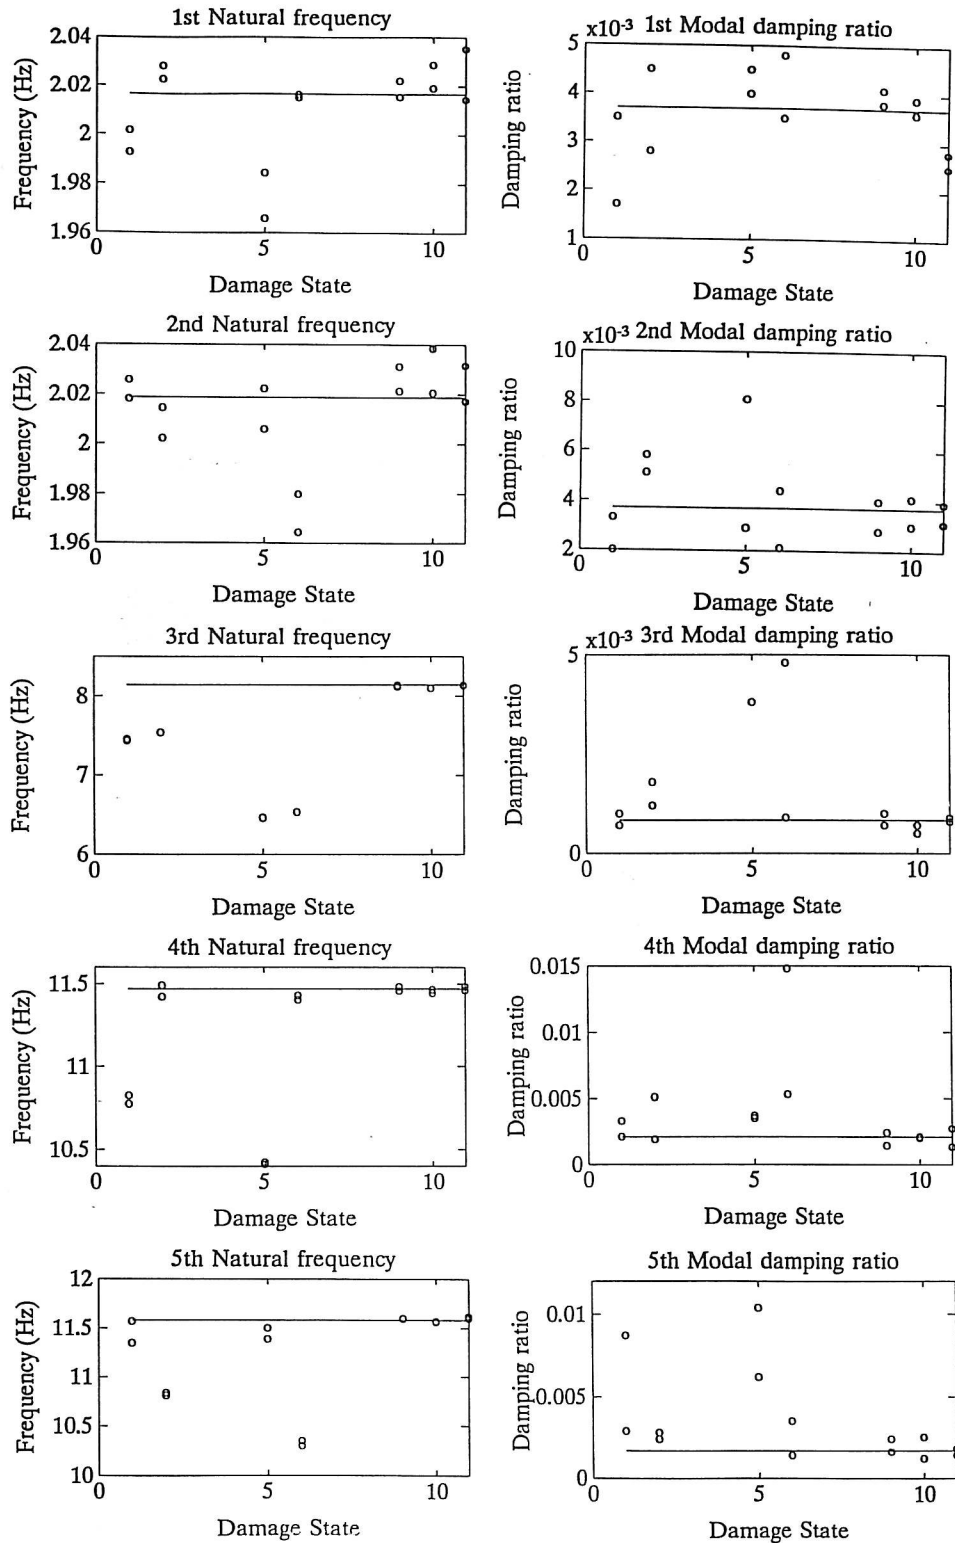 1st Natural frequency
2.04
2.02
2
1.98
1.96
Frequency (Hz)
0
5
10
Damage State
x10-3 1st Modal damping ratio
5
4
3
2
1
Damping ratio
0
5
10
Damage State
2nd Natural frequency
2.04
2.02
2
1.98
1.96
Frequency (Hz)
0
5
10
Damage State
x10-3 2nd Modal damping ratio
10
8
6
4
2
Damping ratio
0
5
10
Damage State
3rd Natural frequency
8
7
6
Frequency (Hz)
0
5
10
Damage State
x10-3 3rd Modal damping ratio
5
0
Damping ratio
0
5
10
Damage State
4th Natural frequency
11.5
11
10.5
Frequency (Hz)
0
5
10
Damage State
4th Modal damping ratio
0.015
0.01
0.005
0
Damping ratio
0
5
10
Damage State
5th Natural frequency
12
11.5
11
10.5
10
Frequency (Hz)
0
5
10
Damage State
5th Modal damping ratio
0.01
0.005
0
Damping ratio
0
5
10
Damage State